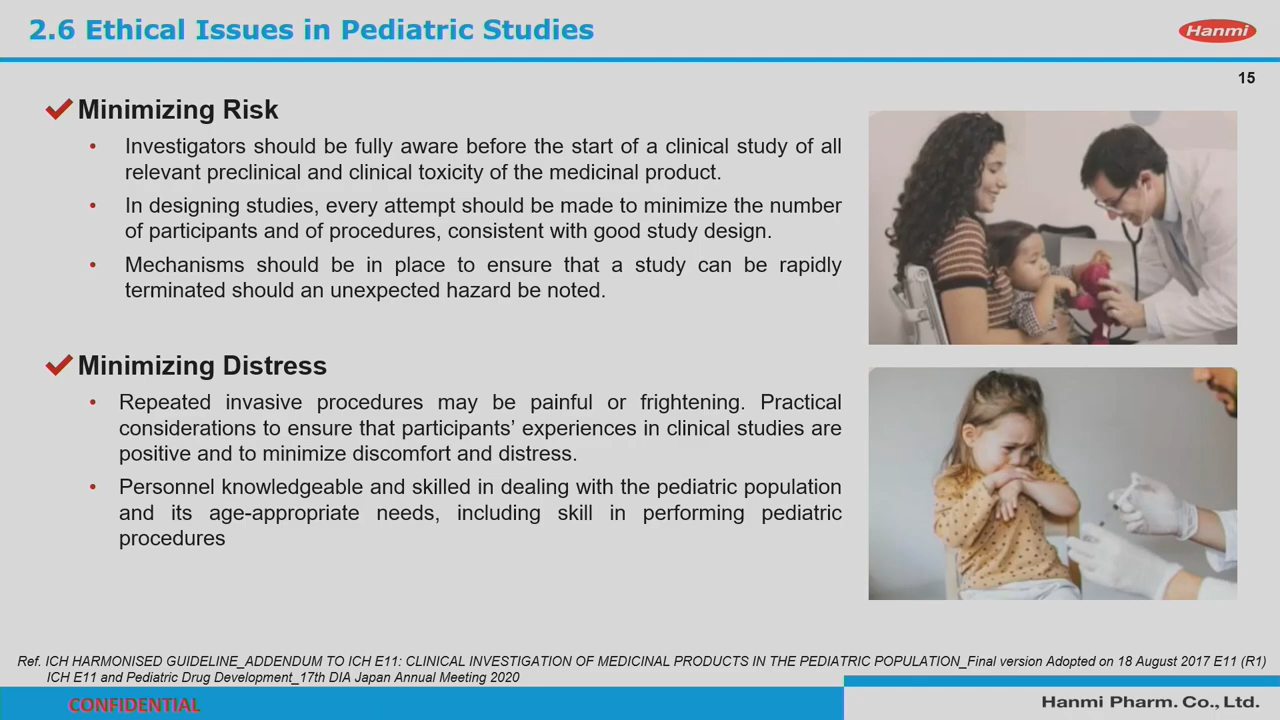 2.6 Ethical Issues in Pediatric Studies
Hanmi
15
Minimizing Risk
• Investigators should be fully aware before the start of a clinical study of all
relevant preclinical and clinical toxicity of the medicinal product.
• In designing studies, every attempt should be made to minimize the number
of participants and of procedures, consistent with good study design.
• Mechanisms should be in place to ensure that a study can be rapidly
terminated should an unexpected hazard be noted.
Minimizing Distress
• Repeated invasive procedures may be painful or frightening. Practical
considerations to ensure that participants’ experiences in clinical studies are
positive and to minimize discomfort and distress.
• Personnel knowledgeable and skilled in dealing with the pediatric population
and its age-appropriate needs, including skill in performing pediatric
procedures
Ref. ICH HARMONISED GUIDELINE_ADDENDUM TO ICH E11: CLINICAL INVESTIGATION OF MEDICINAL PRODUCTS IN THE PEDIATRIC POPULATION_Final version Adopted on 18 August 2017 E11 (R1)
ICH E11 and Pediatric Drug Development_17th DIA Japan Annual Meeting 2020
CONFIDENTIAL
Hanmi Pharm. Co., Ltd.